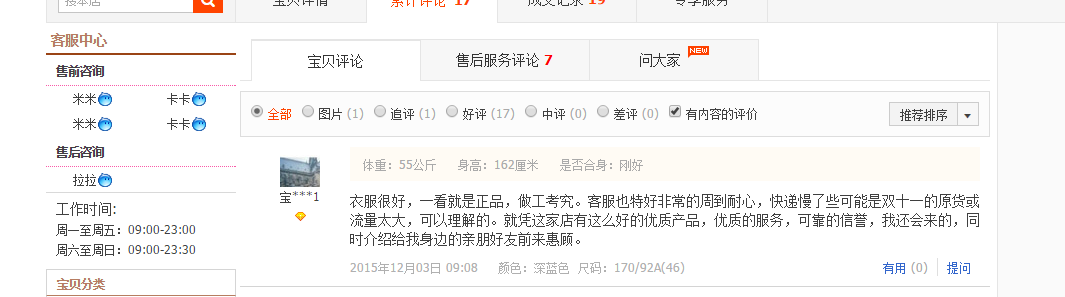 搜本店
宝贝详情
累计评论 17
成交记录 19
专享服务
客服中心
售前咨询
米米
卡卡
米米
卡卡
售后咨询
拉拉
工作时间:
周一至周五：09:00-23:00
周六至周日：09:00-23:30
宝贝分类
宝贝评论
售后服务评论 7
问大家
NEW
全部
图片 (1)
追评 (1)
好评 (17)
中评 (0)
差评 (0)
有内容的评价
推荐排序
体重：55公斤
身高：162厘米
是否合身：刚好
宝***1
衣服很好，一看就是正品，做工考究。客服也特好非常的周到耐心，快递慢了些可能是双十一的原货或
流量太大，可以理解的。就凭这家店有这么好的优质产品，优质的服务，可靠的信誉，我还会来的，同
时介绍给我身边的亲朋好友前来惠顾。
2015年12月03日 09:08
颜色：深蓝色
尺码：170/92A(46)
有用 (0)
提问